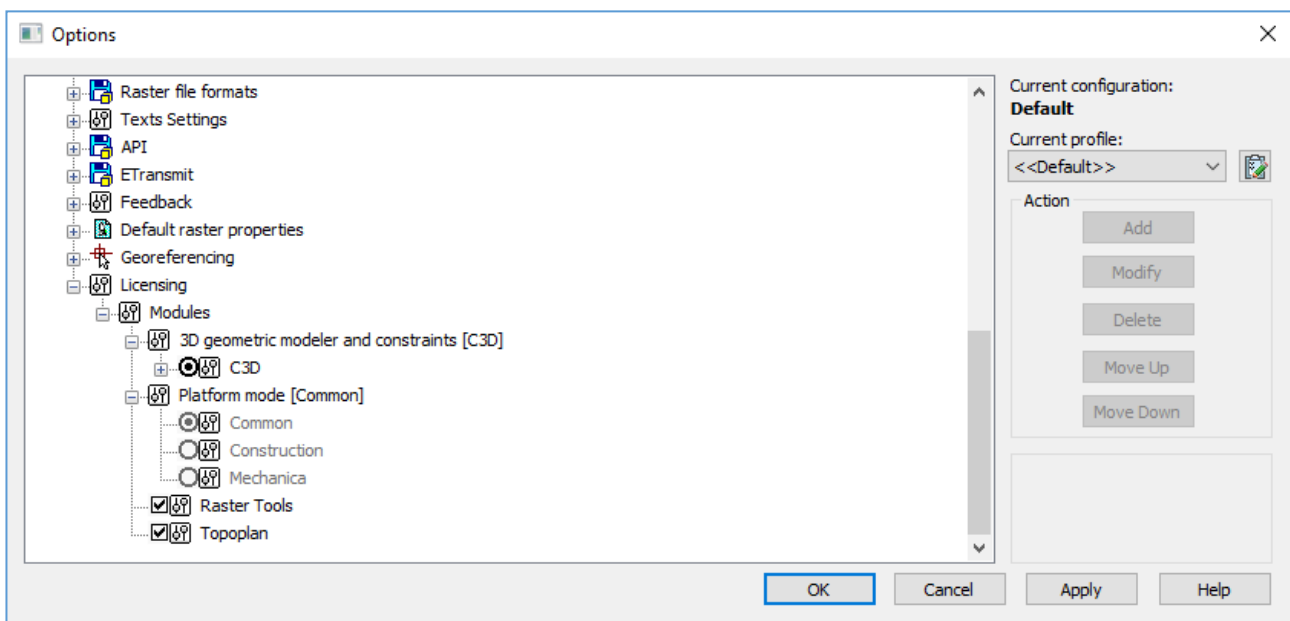 Options
Raster file formats
Texts Settings
API
ETransmit
Feedback
Default raster properties
Georeferencing
Licensing
Modules
3D geometric modeler and constraints [C3D]
C3D
Platform mode [Common]
Common
Construction
Mechanica
Raster Tools
Topoplan
Current configuration:
Default
Current profile:
<<Default>>
Action
Add
Modify
Delete
Move Up
Move Down
OK
Cancel
Apply
Help